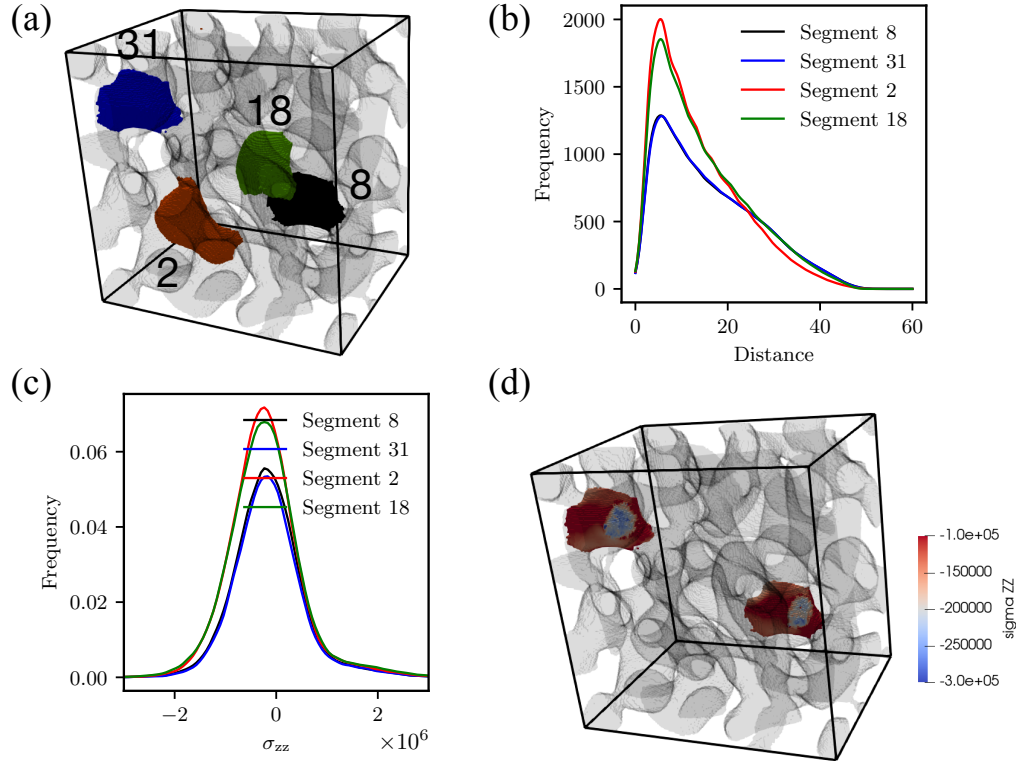 (a)
31
18
8
2
(b)
2000
1500
1000
500
0
Frequency
Segment 8
Segment 31
Segment 2
Segment 18
0 20 40 60
Distance
(c)
0.06
0.04
0.02
0.00
Frequency
Segment 8
Segment 31
Segment 2
Segment 18
−2 0 2
×10⁶
σzz
(d)
-1.0e+05
-150000
-200000
-250000
-3.0e+05
sigma ZZ